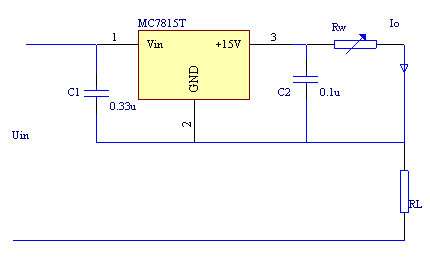 MC7815T
Rw
Io
1
Vin
+15V
3
GND
C1
0.33u
C2
0.1u
2
Uin
RL